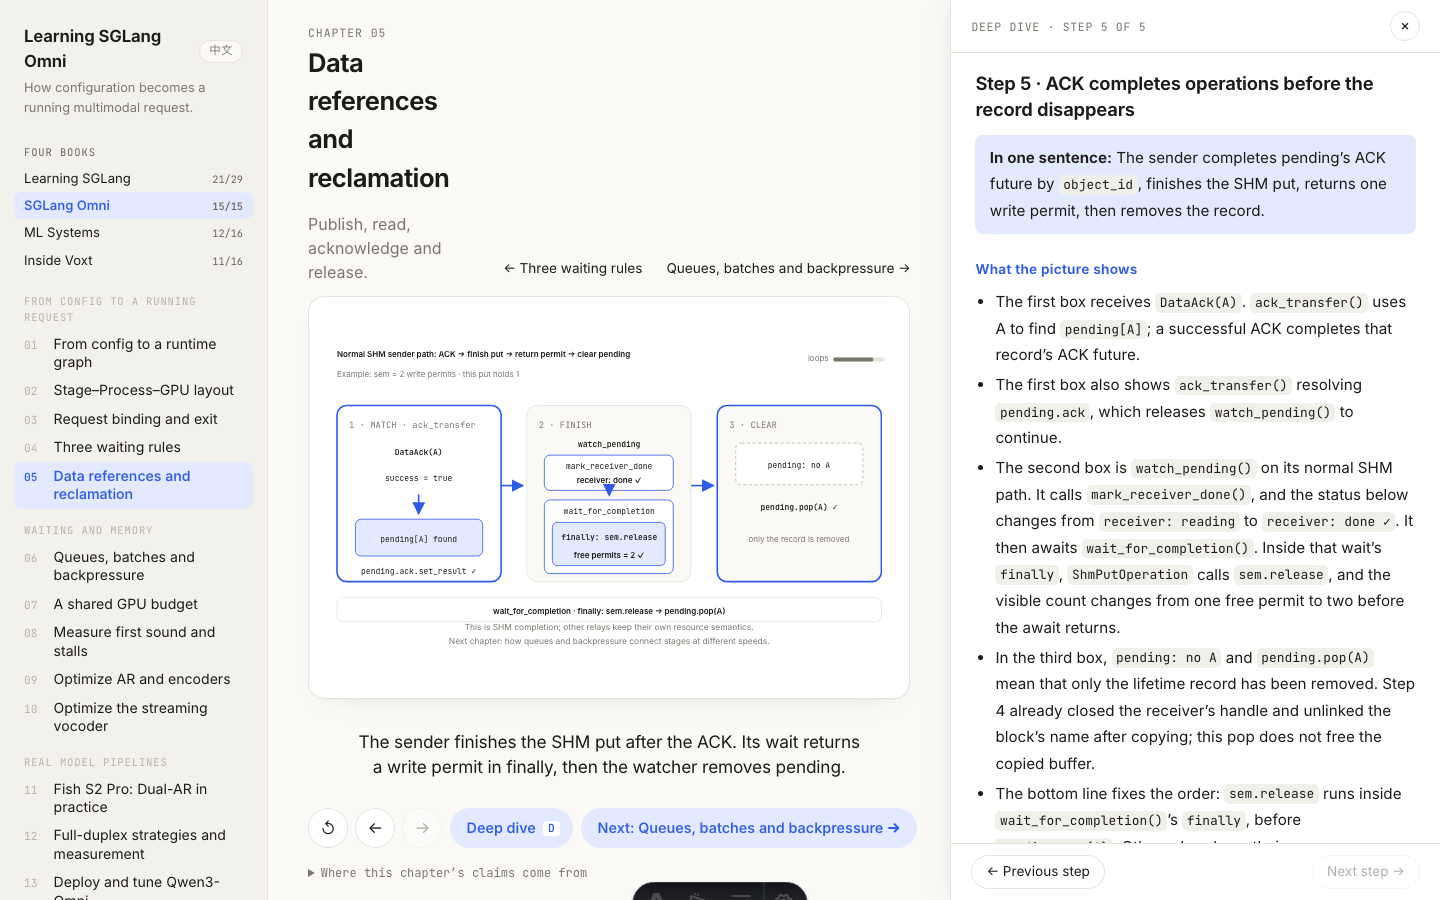 Learning SGLang
Omni
中文
How configuration becomes a
running multimodal request.
FOUR BOOKS
Learning SGLang 21/29
SGLang Omni 15/15
ML Systems 12/16
Inside Voxt 11/16
FROM CONFIG TO A RUNNING
REQUEST
01 From config to a runtime
graph
02 Stage–Process–GPU layout
03 Request binding and exit
04 Three waiting rules
05 Data references and
reclamation
WAITING AND MEMORY
06 Queues, batches and
backpressure
07 A shared GPU budget
08 Measure first sound and
stalls
09 Optimize AR and encoders
10 Optimize the streaming
vocoder
REAL MODEL PIPELINES
11 Fish S2 Pro: Dual-AR in
practice
12 Full-duplex strategies and
measurement
13 Deploy and tune Qwen3-
Omni
CHAPTER 05
Data
references
and
reclamation
Publish, read,
acknowledge and
release.
← Three waiting rules Queues, batches and backpressure →
Normal SHM sender path: ACK → finish put → return permit → clear pending
loops
Example: sem = 2 write permits · this put holds 1
1 · MATCH · ack_transfer
DataAck(A)
success = true
pending[A] found
pending.ack.set_result ✓
2 · FINISH
watch_pending
mark_receiver_done
receiver: done ✓
wait_for_completion
finally: sem.release
free permits = 2 ✓
3 · CLEAR
pending: no A
pending.pop(A) ✓
only the record is removed
wait_for_completion · finally: sem.release → pending.pop(A)
This is SHM completion; other relays keep their own resource semantics.
Next chapter: how queues and backpressure connect stages at different speeds.
The sender finishes the SHM put after the ACK. Its wait returns
a write permit in finally, then the watcher removes pending.
Deep dive D
Next: Queues, batches and backpressure →
▶ Where this chapter's claims come from
DEEP DIVE · STEP 5 OF 5
Step 5 · ACK completes operations before the
record disappears
In one sentence: The sender completes pending's ACK
future by object_id, finishes the SHM put, returns one
write permit, then removes the record.
What the picture shows
• The first box receives DataAck(A). ack_transfer() uses
A to find pending[A]; a successful ACK completes that
record's ACK future.
• The first box also shows ack_transfer() resolving
pending.ack, which releases watch_pending() to
continue.
• The second box is watch_pending() on its normal SHM
path. It calls mark_receiver_done(), and the status below
changes from receiver: reading to receiver: done ✓. It
then awaits wait_for_completion(). Inside that wait's
finally, ShmPutOperation calls sem.release, and the
visible count changes from one free permit to two before
the await returns.
• In the third box, pending: no A and pending.pop(A)
mean that only the lifetime record has been removed. Step
4 already closed the receiver's handle and unlinked the
block's name after copying; this pop does not free the
copied buffer.
• The bottom line fixes the order: sem.release runs inside
wait_for_completion()'s finally, before
← Previous step
Next step →